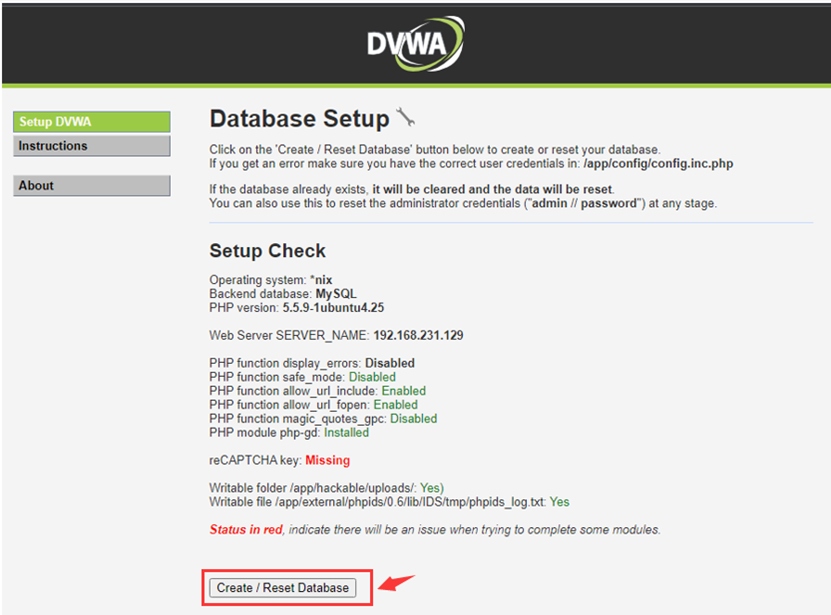 DVWA
Setup DVWA
Instructions
About
Database Setup
Click on the 'Create / Reset Database' button below to create or reset your database.
If you get an error make sure you have the correct user credentials in: /app/config/config.inc.php
If the database already exists, it will be cleared and the data will be reset.
You can also use this to reset the administrator credentials ("admin // password") at any stage.
Setup Check
Operating system: *nix
Backend database: MySQL
PHP version: 5.5.9-1ubuntu4.25
Web Server SERVER_NAME: 192.168.231.129
PHP function display_errors: Disabled
PHP function safe_mode: Disabled
PHP function allow_url_include: Enabled
PHP function allow_url_fopen: Enabled
PHP function magic_quotes_gpc: Disabled
PHP module php-gd: Installed
reCAPTCHA key: Missing
Writable folder /app/hackable/uploads/: Yes)
Writable file /app/external/phpids/0.6/lib/IDS/tmp/phpids_log.txt: Yes
Status in red, indicate there will be an issue when trying to complete some modules.
Create / Reset Database